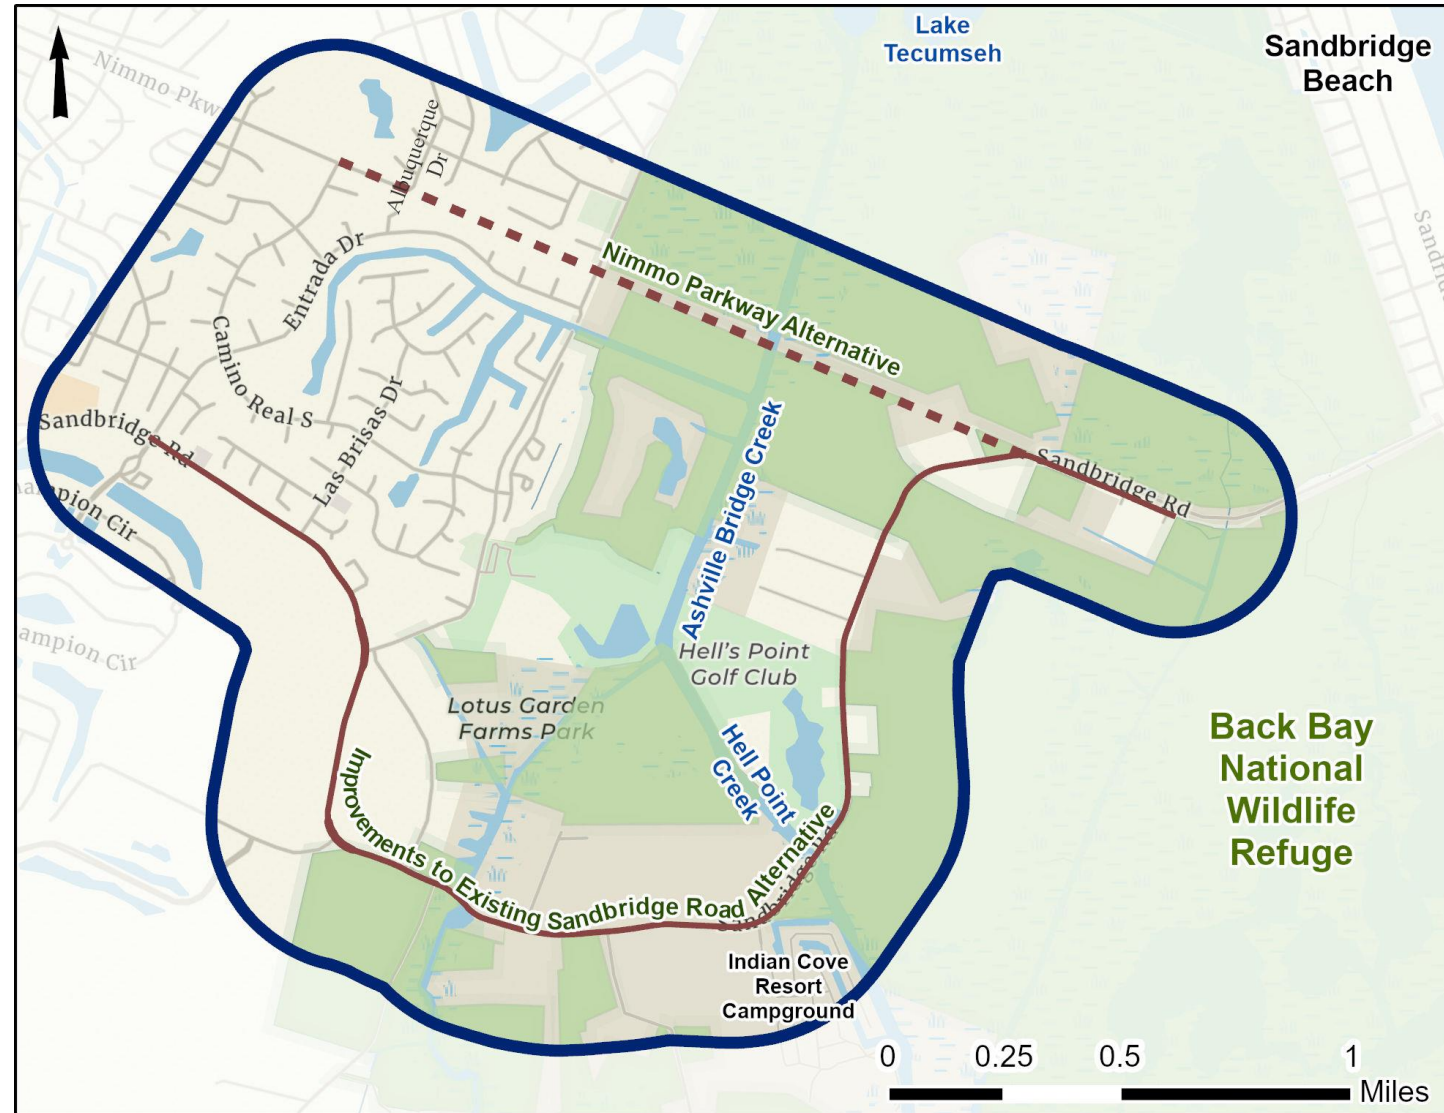 Lake
Tecumseh
Sandbridge
Beach
Nimmo Pkwy
Albuquerque
Dr
Entrada Dr
Nimmo Parkway Alternative
Camino Real S
Las Brisas Dr
Sandbridge Rd
Sandbridge Rd
Ashville Bridge Creek
Hell's Point
Golf Club
Lotus Garden
Farms Park
Hell Point
Creek
Back Bay
National
Wildlife
Refuge
Improvements to Existing Sandbridge Road Alternative
Sandbridge Rd
Indian Cove
Resort
Campground
0 0.25 0.5 1
Miles